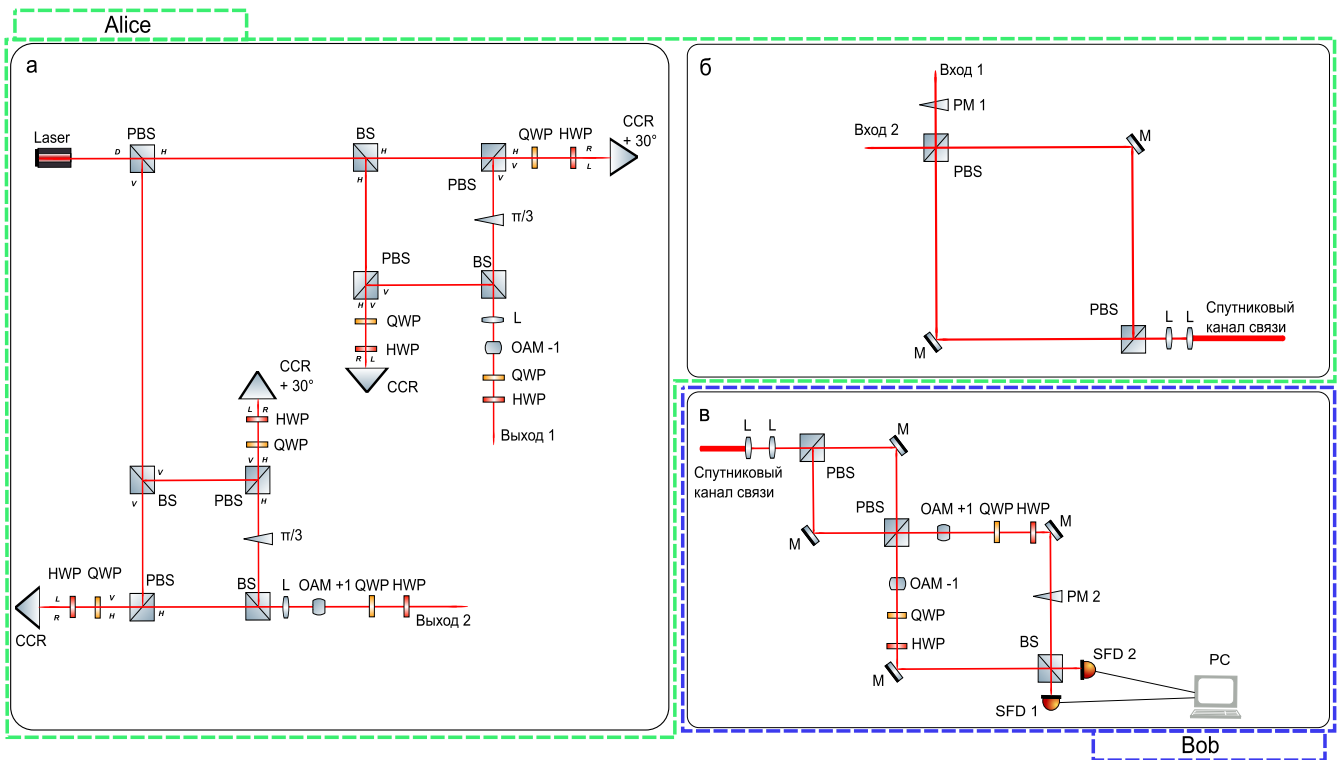 Alice
а
Laser
PBS
D
H
V
BS
H
H
PBS
H
V
V
QWP
HWP
R
L
CCR
+ 30°
π/3
PBS
V
H
V
BS
QWP
HWP
R
L
CCR
L
OAM -1
QWP
HWP
Выход 1
CCR
+ 30°
L
R
HWP
QWP
V
H
V
V
BS
PBS
H
π/3
HWP
QWP
L
R
V
H
CCR
PBS
H
BS
L
OAM +1
QWP
HWP
Выход 2
б
Вход 1
PM 1
Вход 2
PBS
M
M
PBS
L
L
Спутниковый
канал связи
в
L
L
Спутниковый
канал связи
PBS
M
M
PBS
OAM +1
QWP
HWP
M
OAM -1
QWP
HWP
M
PM 2
BS
SFD 2
SFD 1
PC
Bob